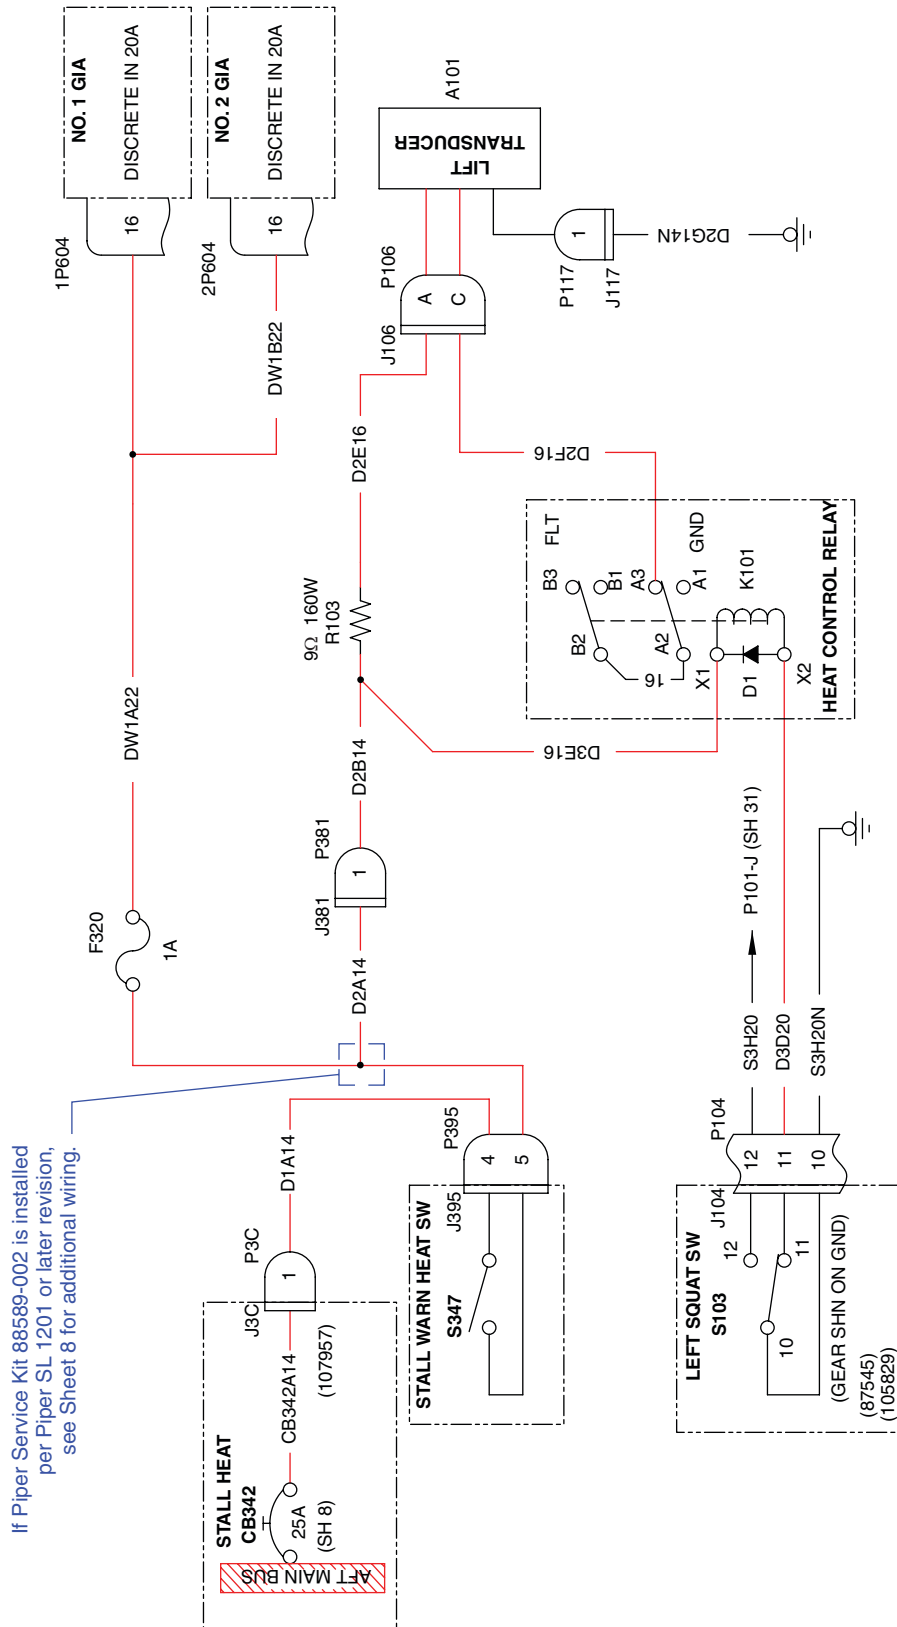 If Piper Service Kit 88589-002 is installed
per Piper SL 1201 or later revision,
see Sheet 8 for additional wiring.
STALL HEAT
CB342
25A
(SH 8)
AFT MAIN BUS
CB342A14
(107957)
J3C
P3C
1
D1A14
STALL WARN HEAT SW
S347
J395
P395
4
5
LEFT SQUAT SW
S103
12
11
10
(GEAR SHN ON GND)
(87545)
(105829)
J104
P104
12
11
10
S3H20
D3D20
S3H20N
P101-J (SH 31)
F320
1A
D2A14
J381
P381
1
D2B14
DW1A22
9Ω 160W
R103
D3E16
D2E16
D2F16
HEAT CONTROL RELAY
FLT
GND
B3
B1
B2
A3
A1
A2
16
X1
X2
D1
K101
J106
P106
A
C
LIFT
TRANSDUCER
A101
P117
J117
1
D2G14N
DW1B22
1P604
16
NO. 1 GIA
DISCRETE IN 20A
2P604
16
NO. 2 GIA
DISCRETE IN 20A